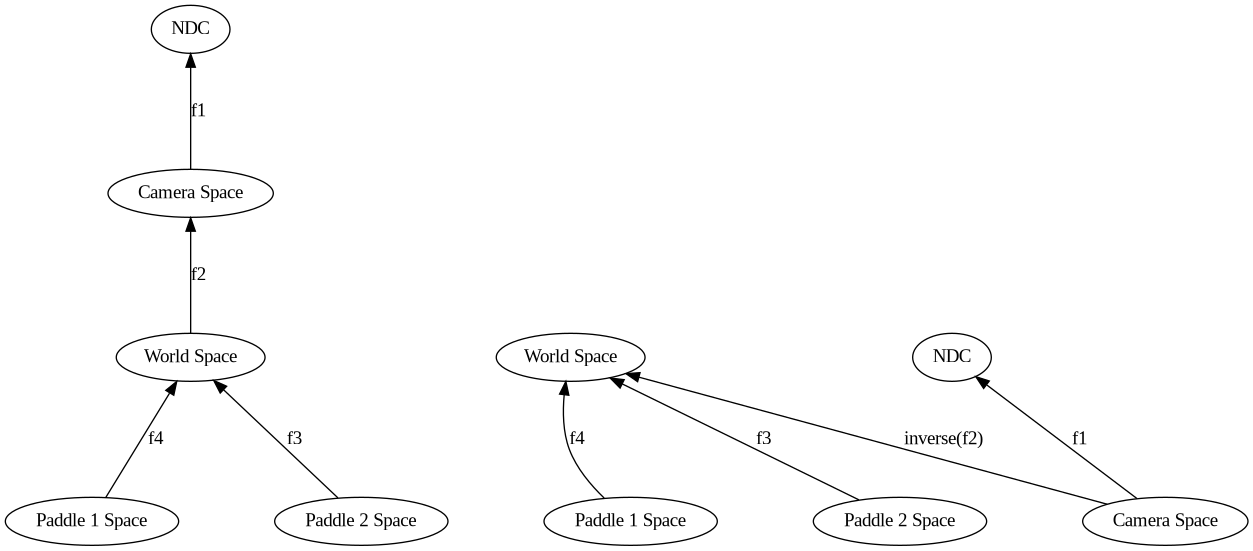 NDC
f1
Camera Space
f2
World Space
f4
f3
Paddle 1 Space
Paddle 2 Space
World Space
NDC
f4
f3
inverse(f2)
f1
Paddle 1 Space
Paddle 2 Space
Camera Space